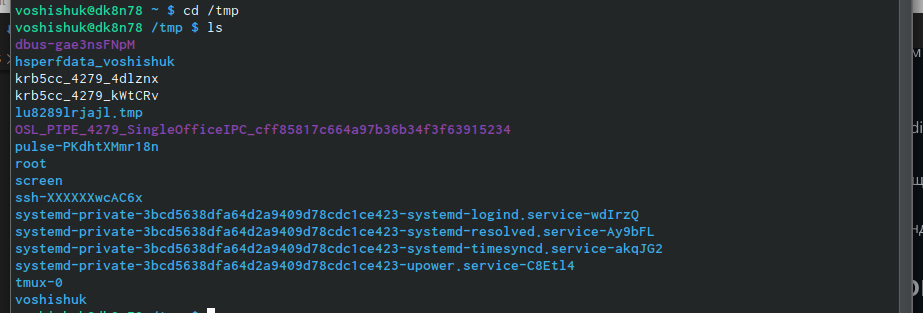 voshishuk@dk8n78 ~ $ cd /tmp
voshishuk@dk8n78 /tmp $ ls
dbus-gae3nsFNpM
hsperfdata_voshishuk
krb5cc_4279_4dlznx
krb5cc_4279_kWtCRv
lu8289lrjajl.tmp
OSL_PIPE_4279_SingleOfficeIPC_cff85817c664a97b36b34f3f63915234
pulse-PKdhtXMmr18n
root
screen
ssh-XXXXXXwcAC6x
systemd-private-3bcd5638dfa64d2a9409d78cdc1ce423-systemd-logind.service-wdIrzQ
systemd-private-3bcd5638dfa64d2a9409d78cdc1ce423-systemd-resolved.service-Ay9bFL
systemd-private-3bcd5638dfa64d2a9409d78cdc1ce423-systemd-timesyncd.service-akqJG2
systemd-private-3bcd5638dfa64d2a9409d78cdc1ce423-upower.service-C8Etl4
tmux-0
voshishuk